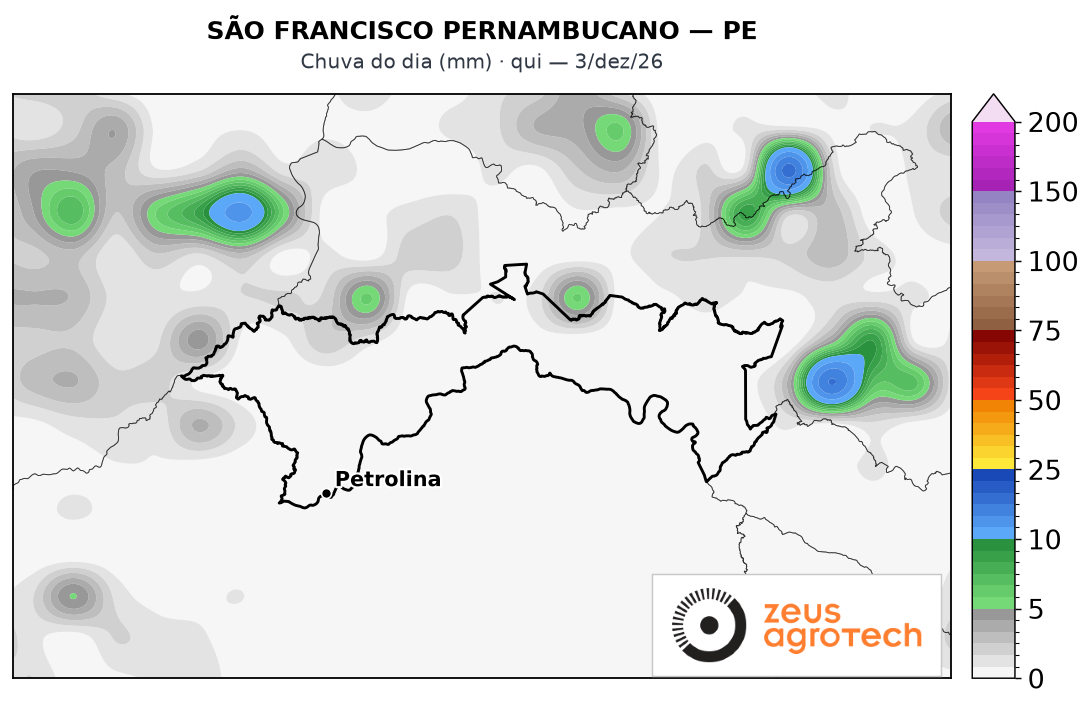 SÃO FRANCISCO PERNAMBUCANO — PE
Chuva do dia (mm) · qui — 3/dez/26
200
150
100
75
50
25
10
5
0
Petrolina
zeus
agrotech